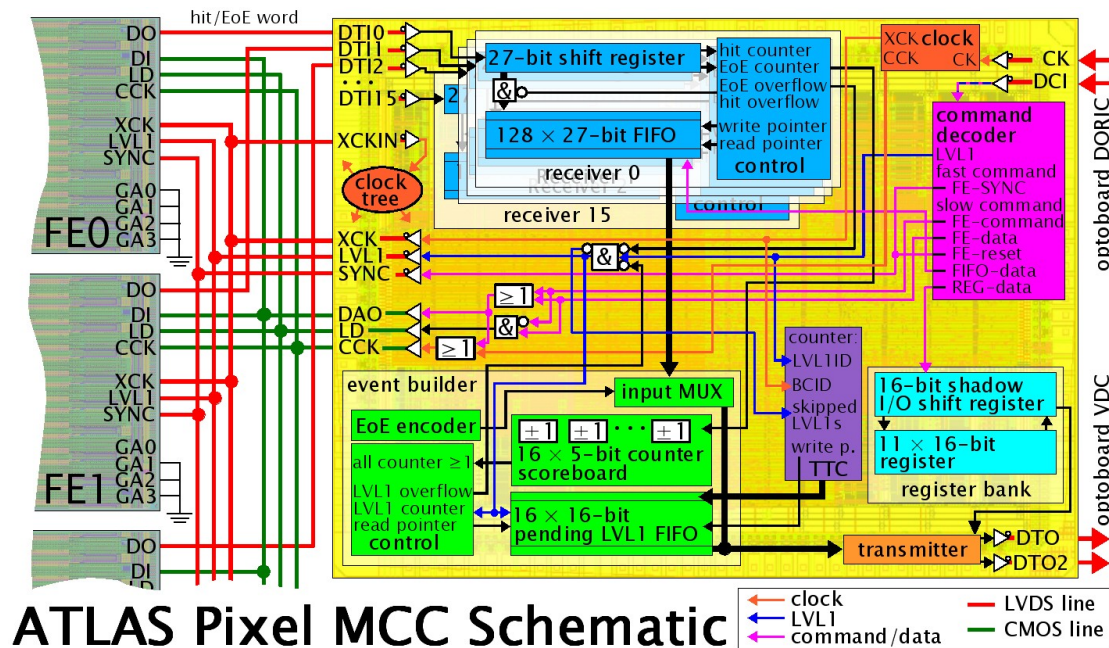 hit/EoE word
DO
DI
LD
CCK
XCK
LVL1
SYNC
GA0
GA1
GA2
GA3
FE0
DO
DI
LD
CCK
XCK
LVL1
SYNC
GA0
GA1
GA2
GA3
FE1
DO
DI
LD
DTI0
DTI1
DTI2
DTI15
XCKIN
clock
tree
XCK
LVL1
SYNC
DAO
LD
CCK
27-bit shift register
&
128 × 27-bit FIFO
receiver 0
receiver 15
hit counter
EoE counter
EoE overflow
hit overflow
write pointer
read pointer
control
control
XCK clock
CCK CK
CK
DCI
optoboard DORIC
command
decoder
LVL1
fast command
FE-SYNC
slow command
FE-command
FE-data
FE-reset
FIFO-data
REG-data
&
≥1
&
≥1
event builder
input MUX
EoE encoder
±1 ±1 ··· ±1
16 × 5-bit counter
scoreboard
all counter ≥1
LVL1 overflow
LVL1 counter
read pointer
control
16 × 16-bit
pending LVL1 FIFO
counter:
LVL1ID
BCID
skipped
LVL1s
write p.
TTC
16-bit shadow
I/O shift register
11 × 16-bit
register
register bank
transmitter
DTO
DTO2
optoboard VDC
ATLAS Pixel MCC Schematic
clock
LVL1
command/data
LVDS line
CMOS line